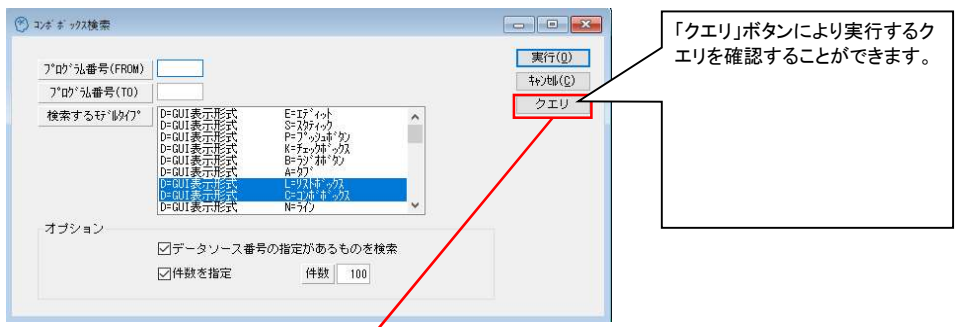 コンボボックス検索
プログラム番号(FROM)
プログラム番号(TO)
検索するモデルタイプ
D=GUI表示形式 E=エディット
D=GUI表示形式 S=スタティック
D=GUI表示形式 P=プッシュボタン
D=GUI表示形式 K=チェックボックス
D=GUI表示形式 B=ラジオボタン
D=GUI表示形式 A=タブ
D=GUI表示形式 L=リストボックス
D=GUI表示形式 C=コンボボックス
D=GUI表示形式 N=ライン
実行(O)
キャンセル(C)
クエリ
オプション
☑データソース番号の指定があるものを検索
☑件数を指定 件数 100
「クエリ」ボタンにより実行するク
エリを確認することができます。